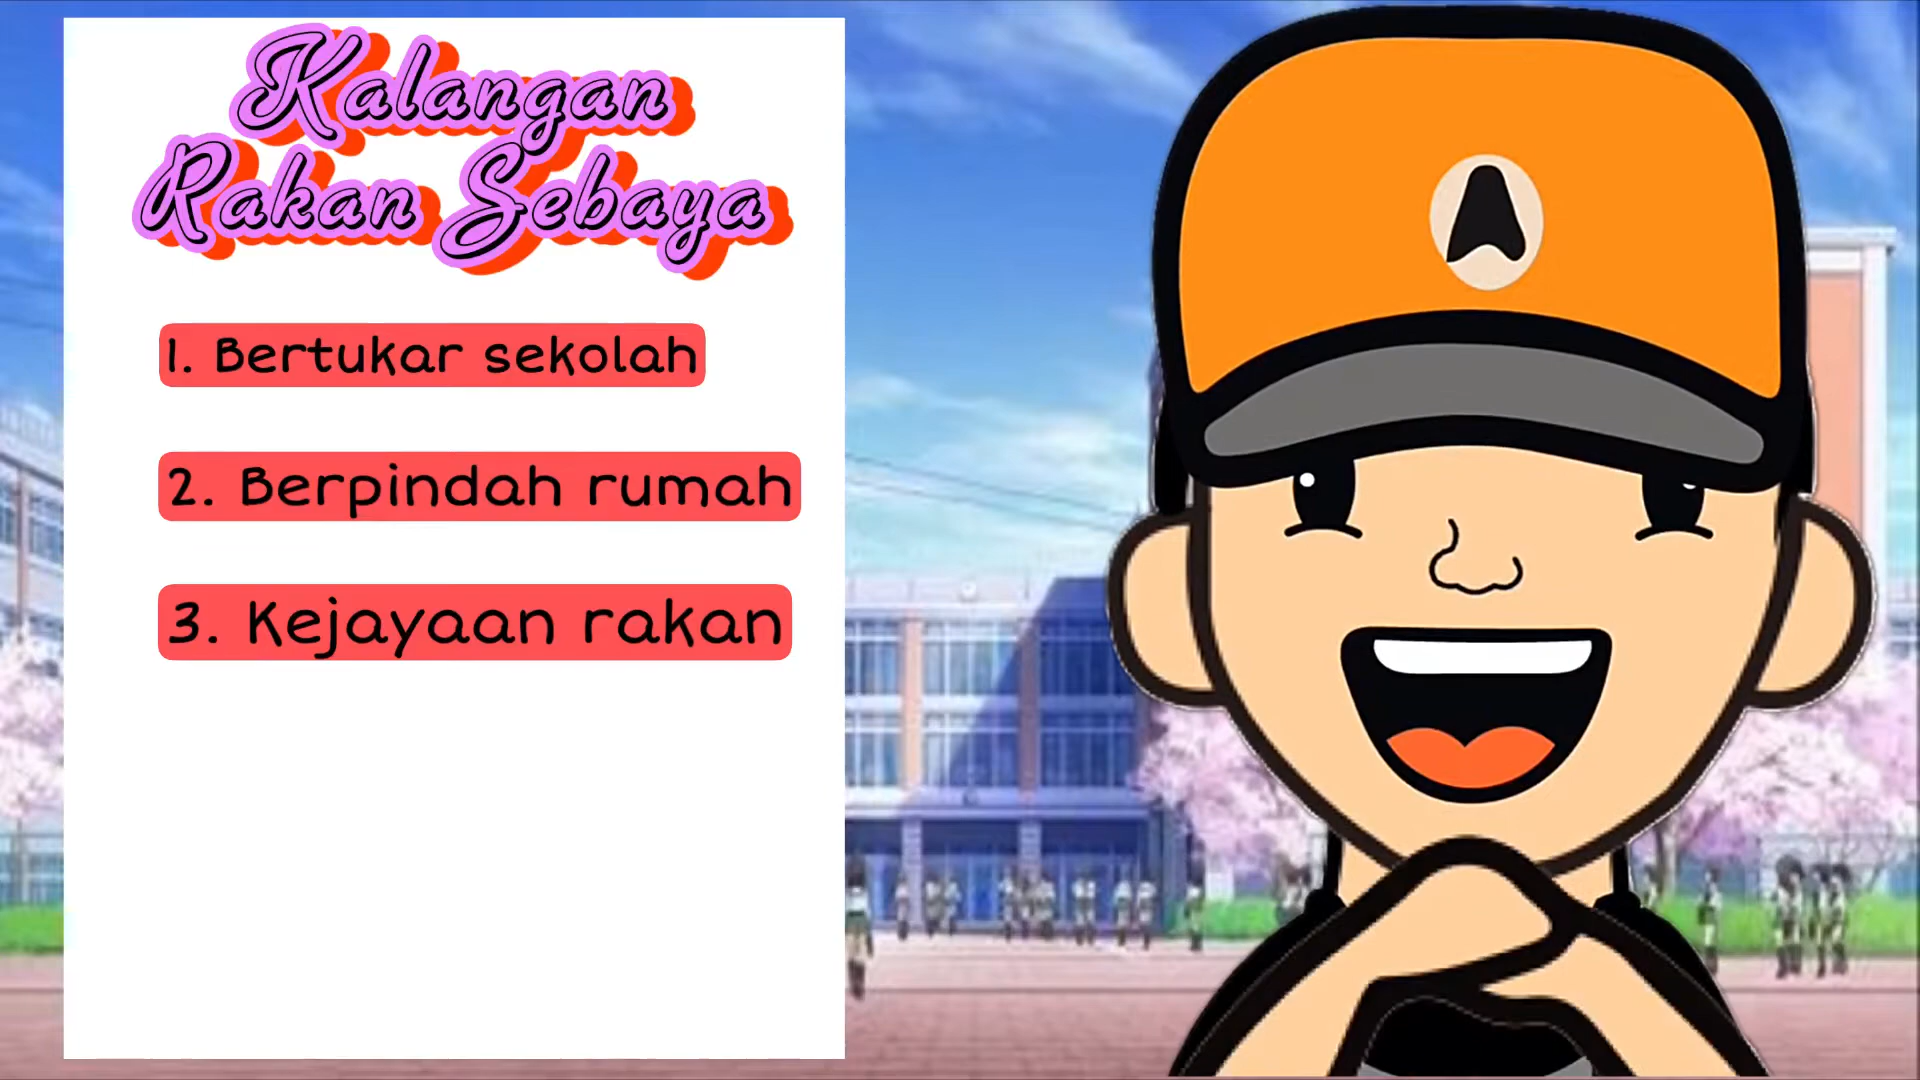 Kalangan
Rakan Sebaya
1. Bertukar sekolah
2. Berpindah rumah
3. Kejayaan rakan
A